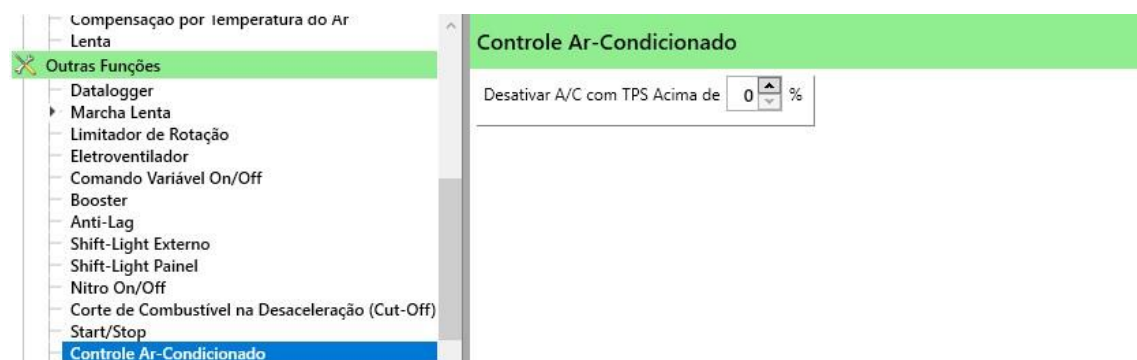 Compensação por Temperatura do Ar
Lenta
Outras Funções
Datalogger
Marcha Lenta
Limitador de Rotação
Eletroventilador
Comando Variável On/Off
Booster
Anti-Lag
Shift-Light Externo
Shift-Light Painel
Nitro On/Off
Corte de Combustível na Desaceleração (Cut-Off)
Start/Stop
Controle Ar-Condicionado
Controle Ar-Condicionado
Desativar A/C com TPS Acima de 0 %